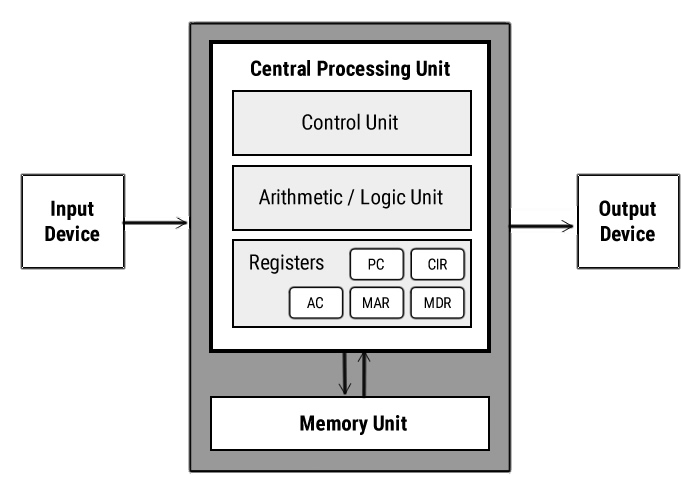 Central Processing Unit
Control Unit
Arithmetic / Logic Unit
Registers
PC
CIR
AC
MAR
MDR
Input
Device
Output
Device
Memory Unit